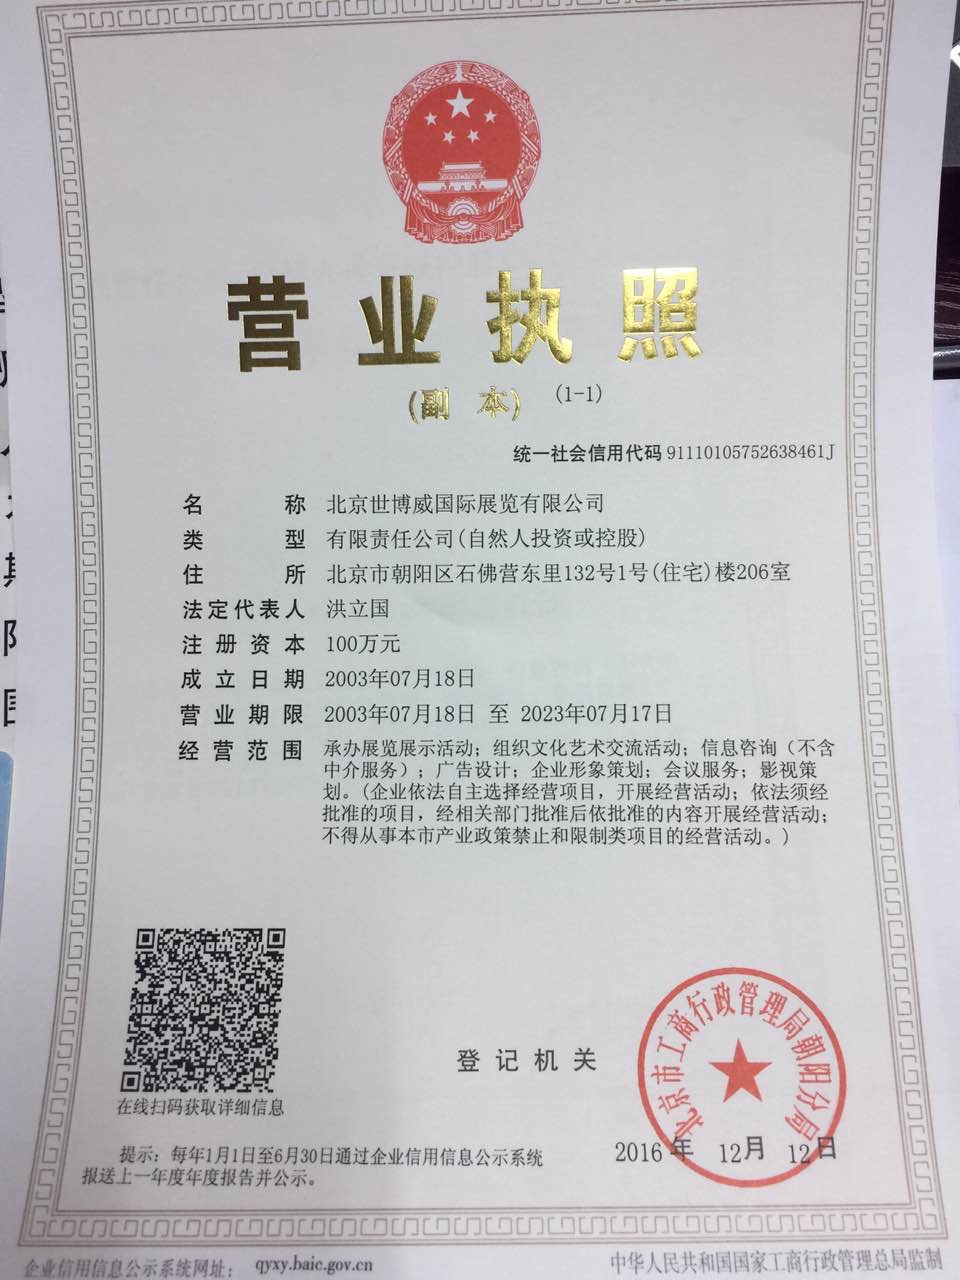 营业执照
(副 本) (1-1)
统一社会信用代码 91110105752638461J
名 称 北京世博威国际展览有限公司
类 型 有限责任公司(自然人投资或控股)
住 所 北京市朝阳区石佛营东里132号1号(住宅)楼206室
法定代表人 洪立国
注册资本 100万元
成立日期 2003年07月18日
营业期限 2003年07月18日 至 2023年07月17日
经营范围 承办展览展示活动；组织文化艺术交流活动；信息咨询（不含
中介服务）；广告设计；企业形象策划；会议服务；影视策
划。(企业依法自主选择经营项目，开展经营活动；依法须经
批准的项目，经相关部门批准后依批准的内容开展经营活动；
不得从事本市产业政策禁止和限制类项目的经营活动。)
在线扫码获取详细信息
登记机关
北京市工商行政管理局朝阳分局
2016年 12月 12日
提示：每年1月1日至6月30日通过企业信用信息公示系统
报送上一年度年度报告并公示。
企业信用信息公示系统网址： qyxy.baic.gov.cn
中华人民共和国国家工商行政管理总局监制